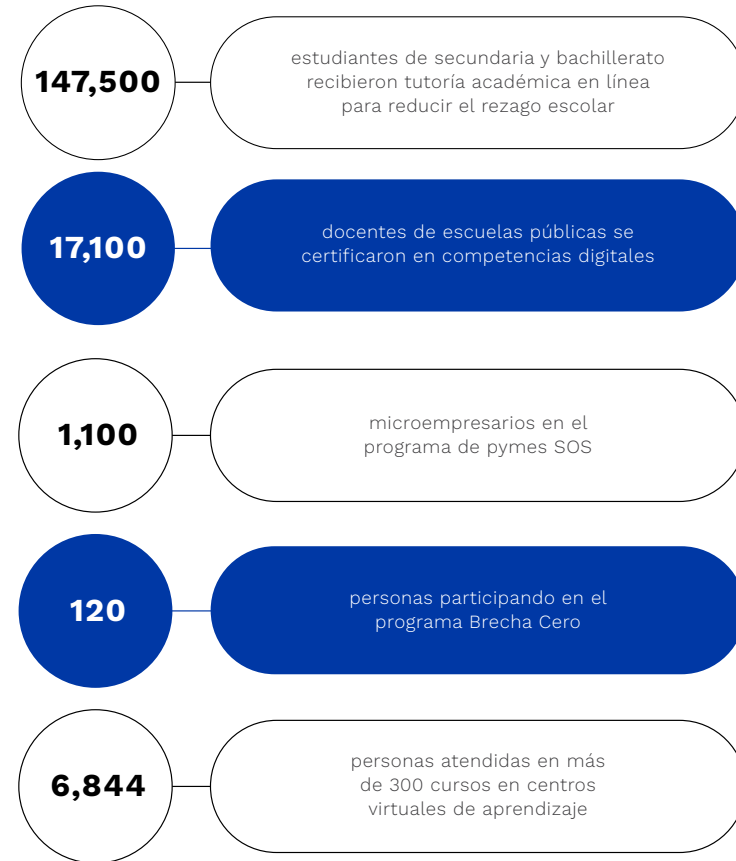 147,500
estudiantes de secundaria y bachillerato
recibieron tutoría académica en línea
para reducir el rezago escolar
17,100
docentes de escuelas públicas se
certificaron en competencias digitales
1,100
microempresarios en el
programa de pymes SOS
120
personas participando en el
programa Brecha Cero
6,844
personas atendidas en más
de 300 cursos en centros
virtuales de aprendizaje